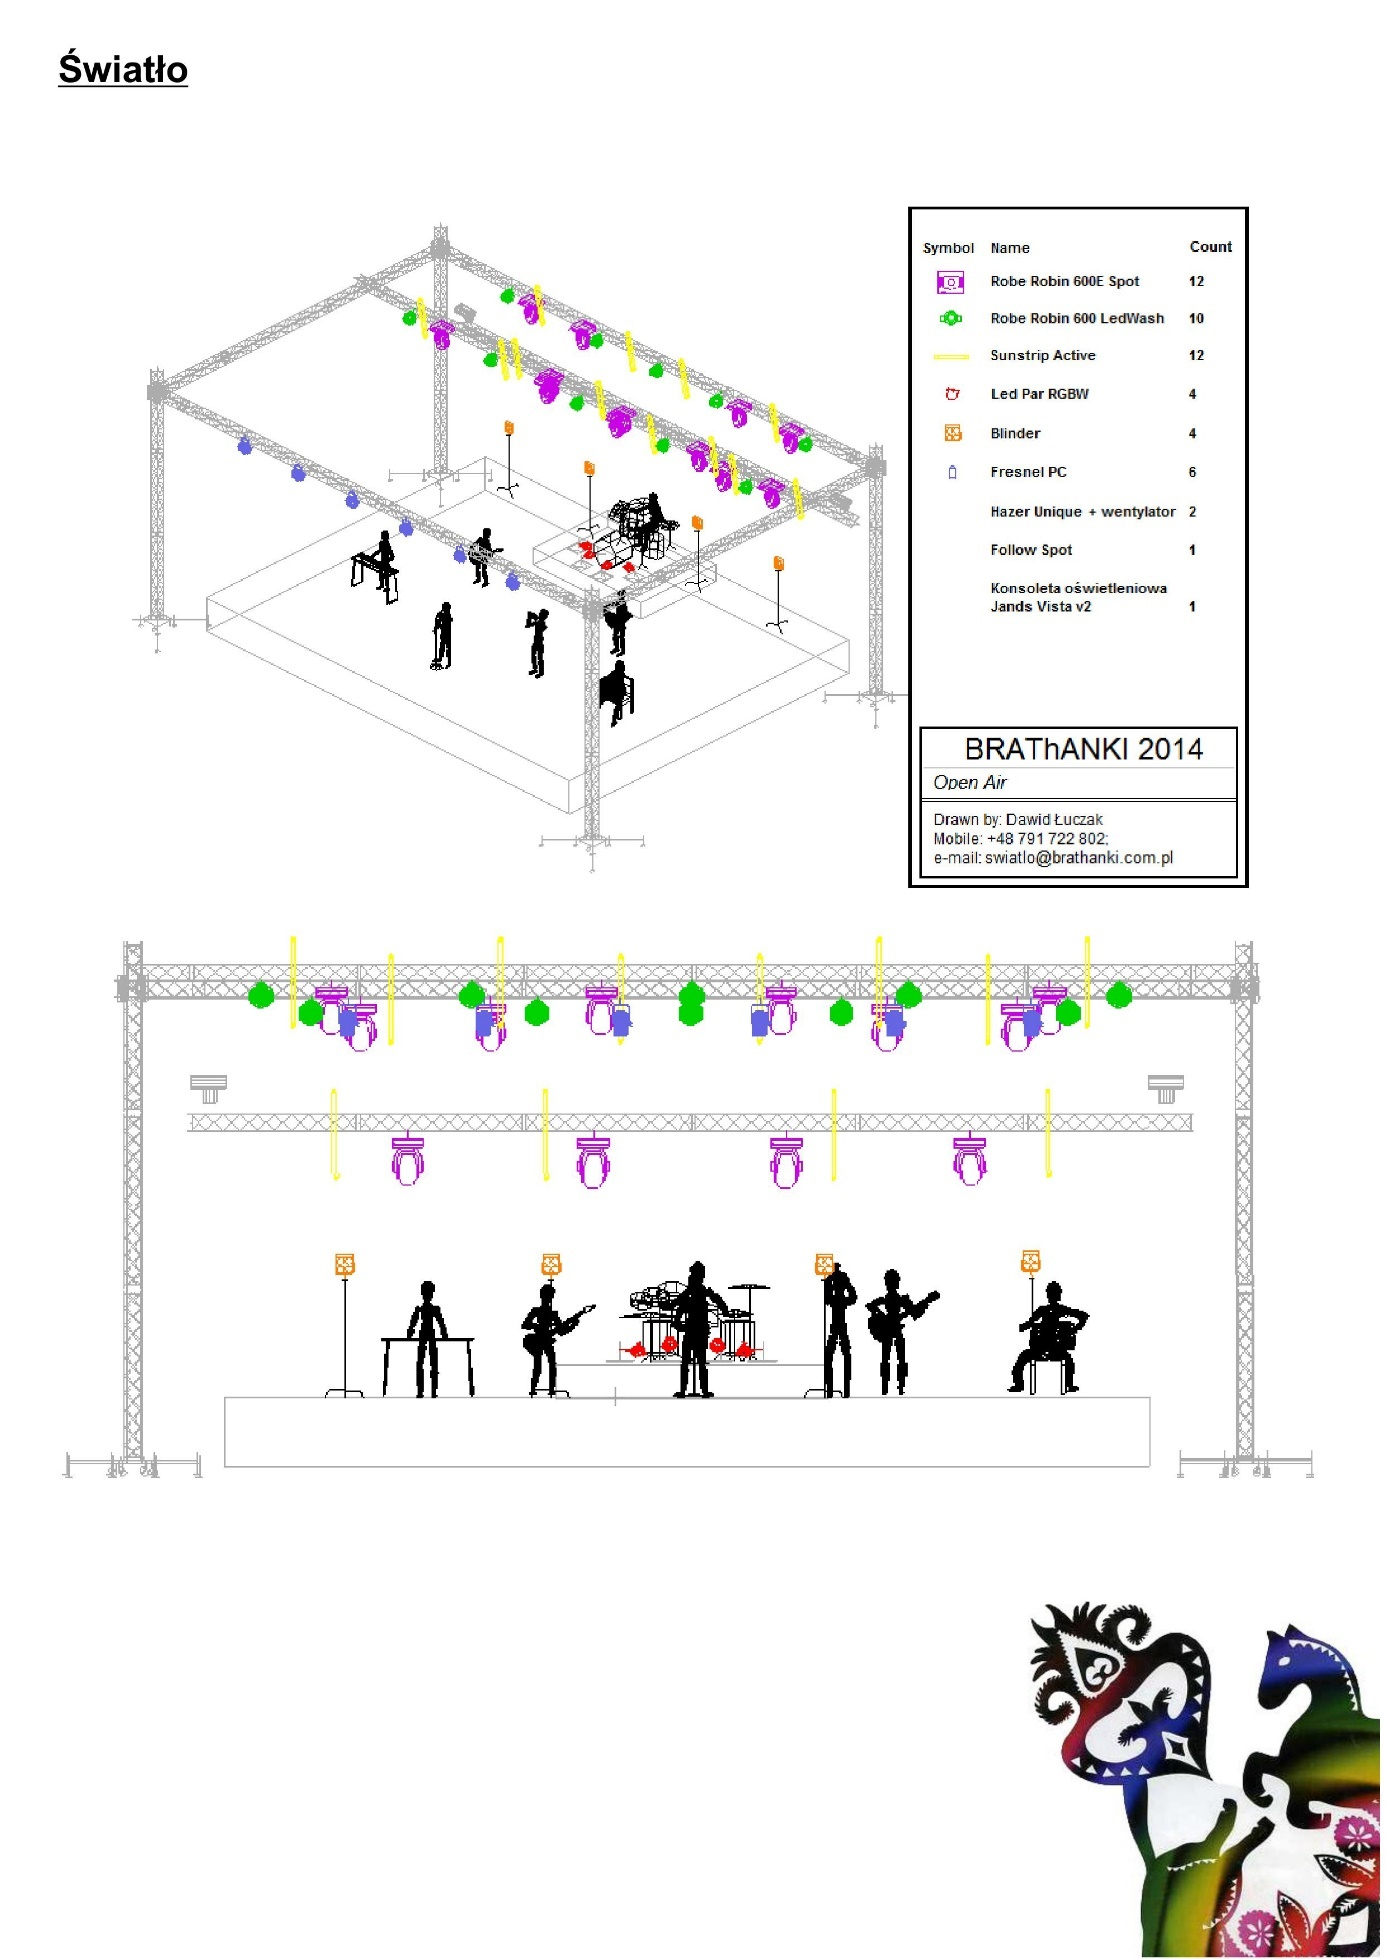 Światło
Symbol Name Count
Robe Robin 600E Spot 12
Robe Robin 600 LedWash 10
Sunstrip Active 12
Led Par RGBW 4
Blinder 4
Fresnel PC 6
Hazer Unique + wentylator 2
Follow Spot 1
Konsoleta oświetleniowa
Jands Vista v2 1
BRAThANKI 2014
Open Air
Drawn by: Dawid Łuczak
Mobile: +48 791 722 802;
e-mail: swiatlo@brathanki.com.pl